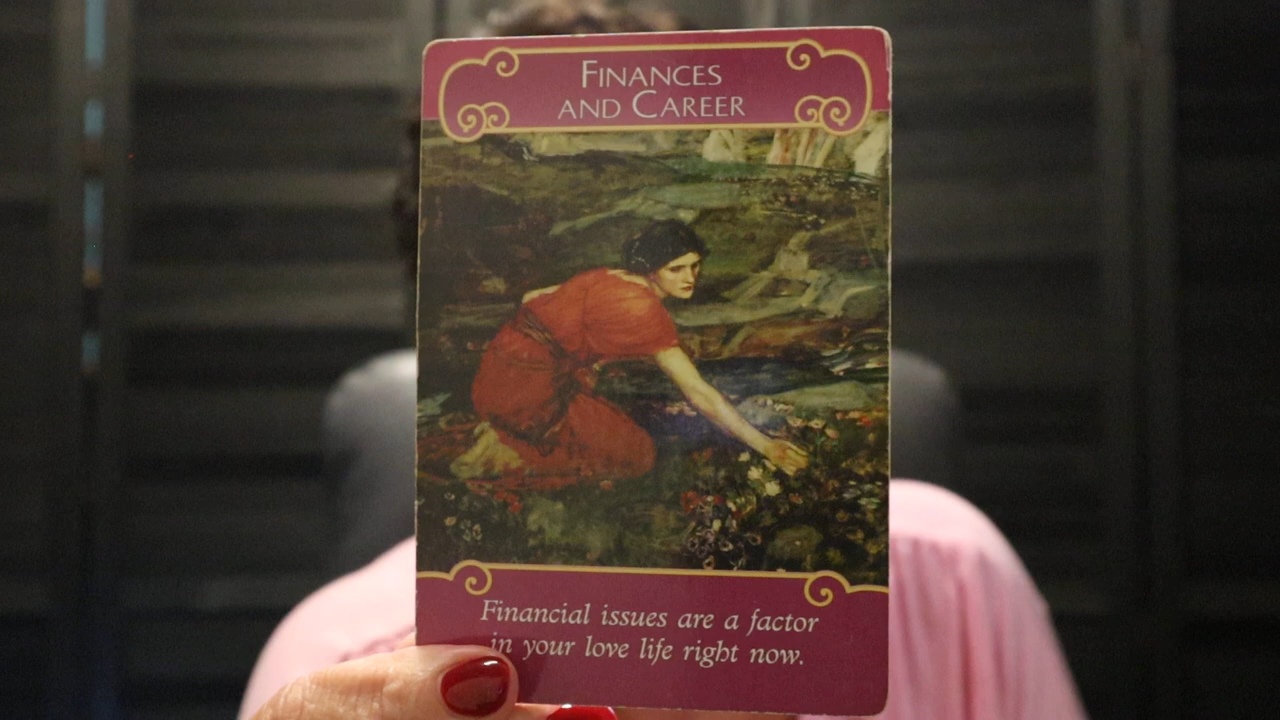 FINANCES
AND CAREER
Financial issues are a factor
in your love life right now.